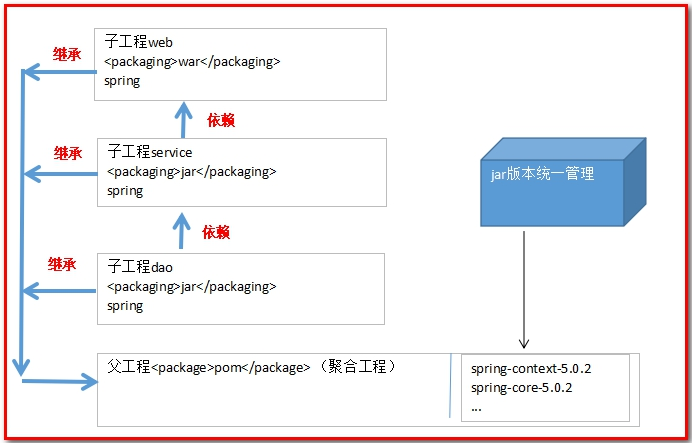 子工程web
继承
<packaging>war</packaging>
spring
依赖
子工程service
继承
<packaging>jar</packaging>
spring
jar版本统一管理
依赖
子工程dao
继承
<packaging>jar</packaging>
spring
父工程<package>pom</package>（聚合工程）
spring-context-5.0.2
spring-core-5.0.2
...